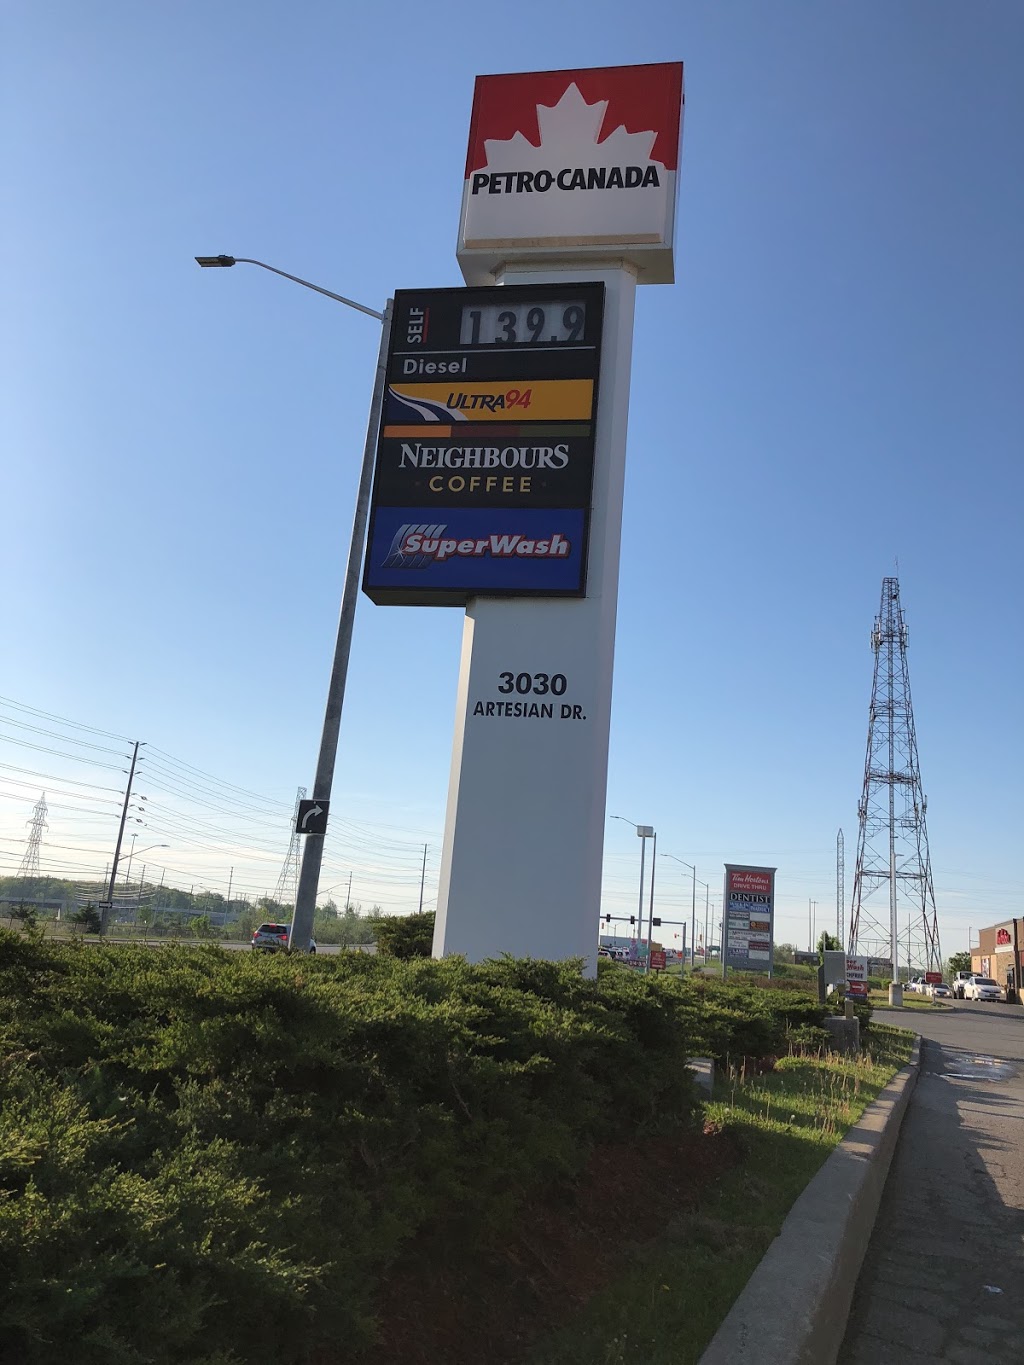 PETRO-CANADA
SELF
139.9
Diesel
ULTRA94
NEIGHBOURS
COFFEE
SuperWash
3030
ARTESIAN DR.
Tim Hortons
DRIVE THRU
DENTIST